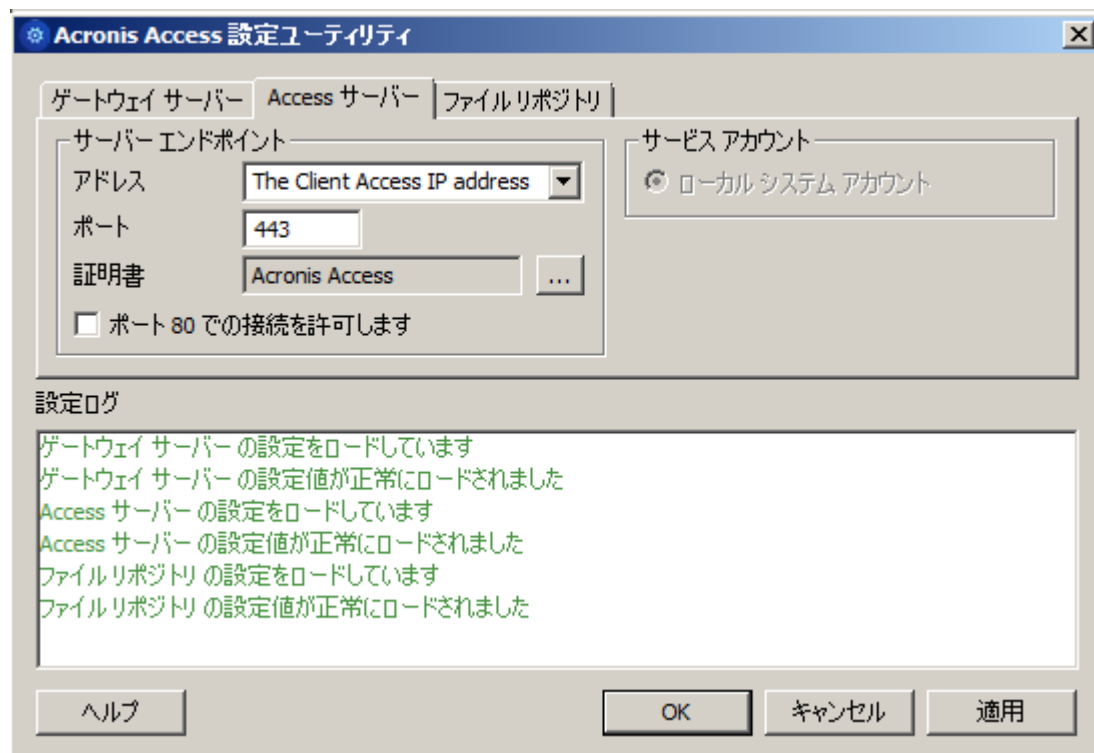 Acronis Access 設定ユーティリティ
ゲートウェイ サーバー
Access サーバー
ファイル リポジトリ
サーバー エンドポイント
サービス アカウント
アドレス
The Client Access IP address
ローカル システム アカウント
ポート
443
証明書
Acronis Access
...
ポート 80 での接続を許可します
設定ログ
ゲートウェイ サーバー の設定をロードしています
ゲートウェイ サーバー の設定値が正常にロードされました
Access サーバー の設定をロードしています
Access サーバー の設定値が正常にロードされました
ファイル リポジトリ の設定をロードしています
ファイル リポジトリ の設定値が正常にロードされました
ヘルプ
OK
キャンセル
適用